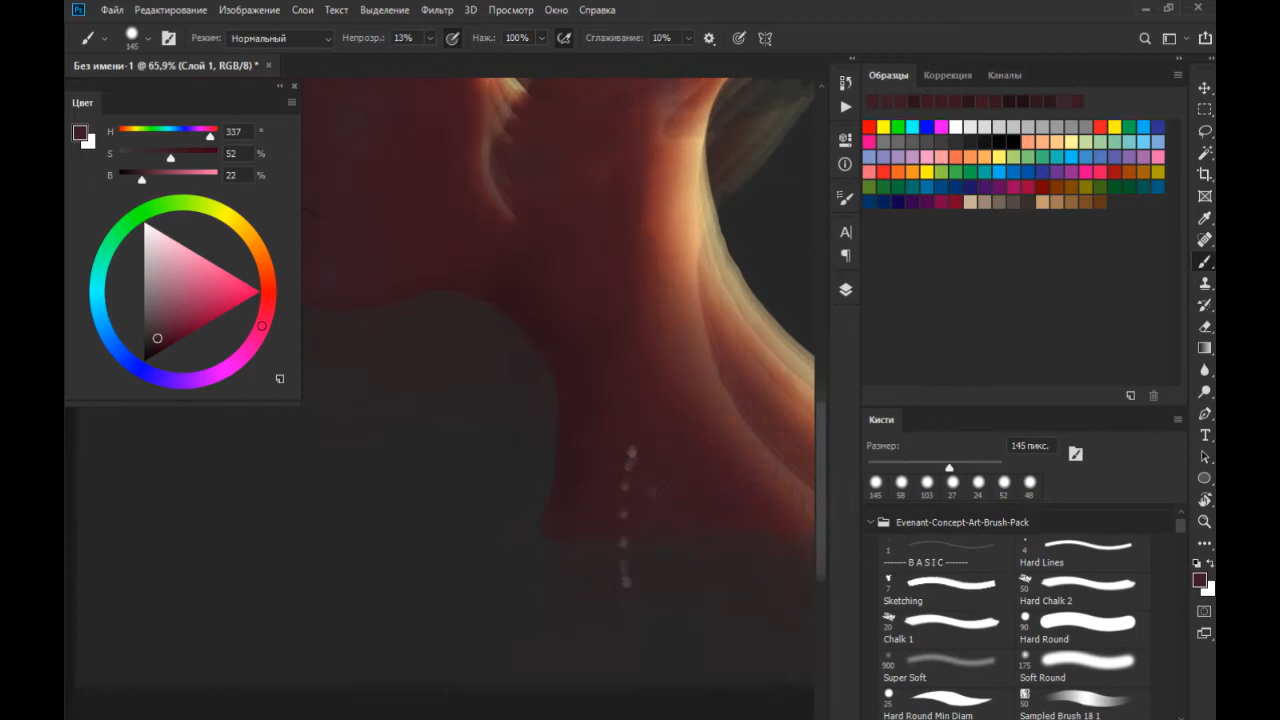 Ps Файл Редактирование Изображение Слои Текст Выделение Фильтр 3D Просмотр Окно Справка
145 Режим: Нормальный Непрозр.: 13% Наж.: 100% Сглаживание: 10%
Без имени-1 @ 65,9% (Слой 1, RGB/8) * ×
Цвет
H 337 °
S 52 %
B 22 %
Образцы Коррекция Каналы
Кисти
Размер: 145 пикс.
145 58 103 27 24 52 48
Evenant-Concept-Art-Brush-Pack
1 4
------- B A S I C ------- Hard Lines
7 50
Sketching Hard Chalk 2
20 90
Chalk 1 Hard Round
900 175
Super Soft Soft Round
25 50
Hard Round Min Diam Sampled Brush 18 1